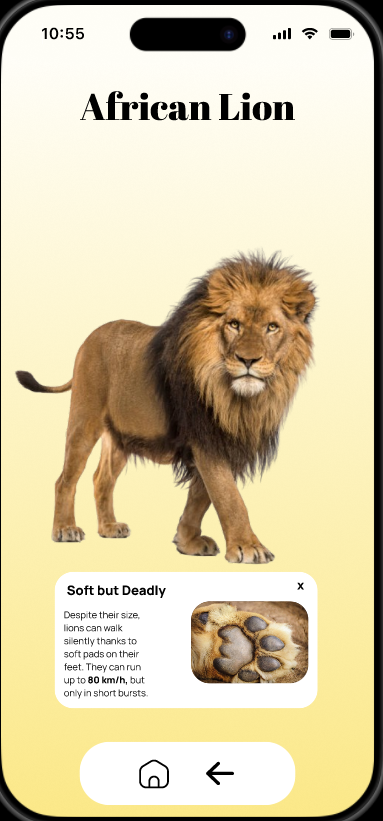 10:55
African Lion
Soft but Deadly
x
Despite their size,
lions can walk
silently thanks to
soft pads on their
feet. They can run
up to 80 km/h, but
only in short bursts.